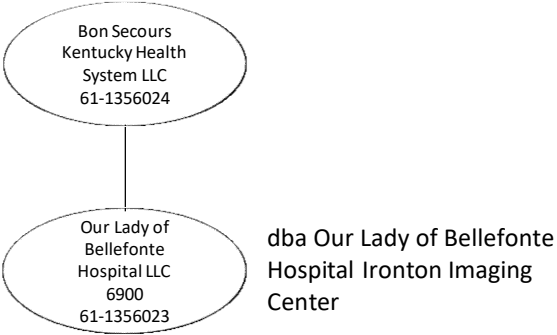 Bon Secours
Kentucky Health
System LLC
61-1356024
Our Lady of
Bellefonte
Hospital LLC
6900
61-1356023
dba Our Lady of Bellefonte
Hospital Ironton Imaging
Center